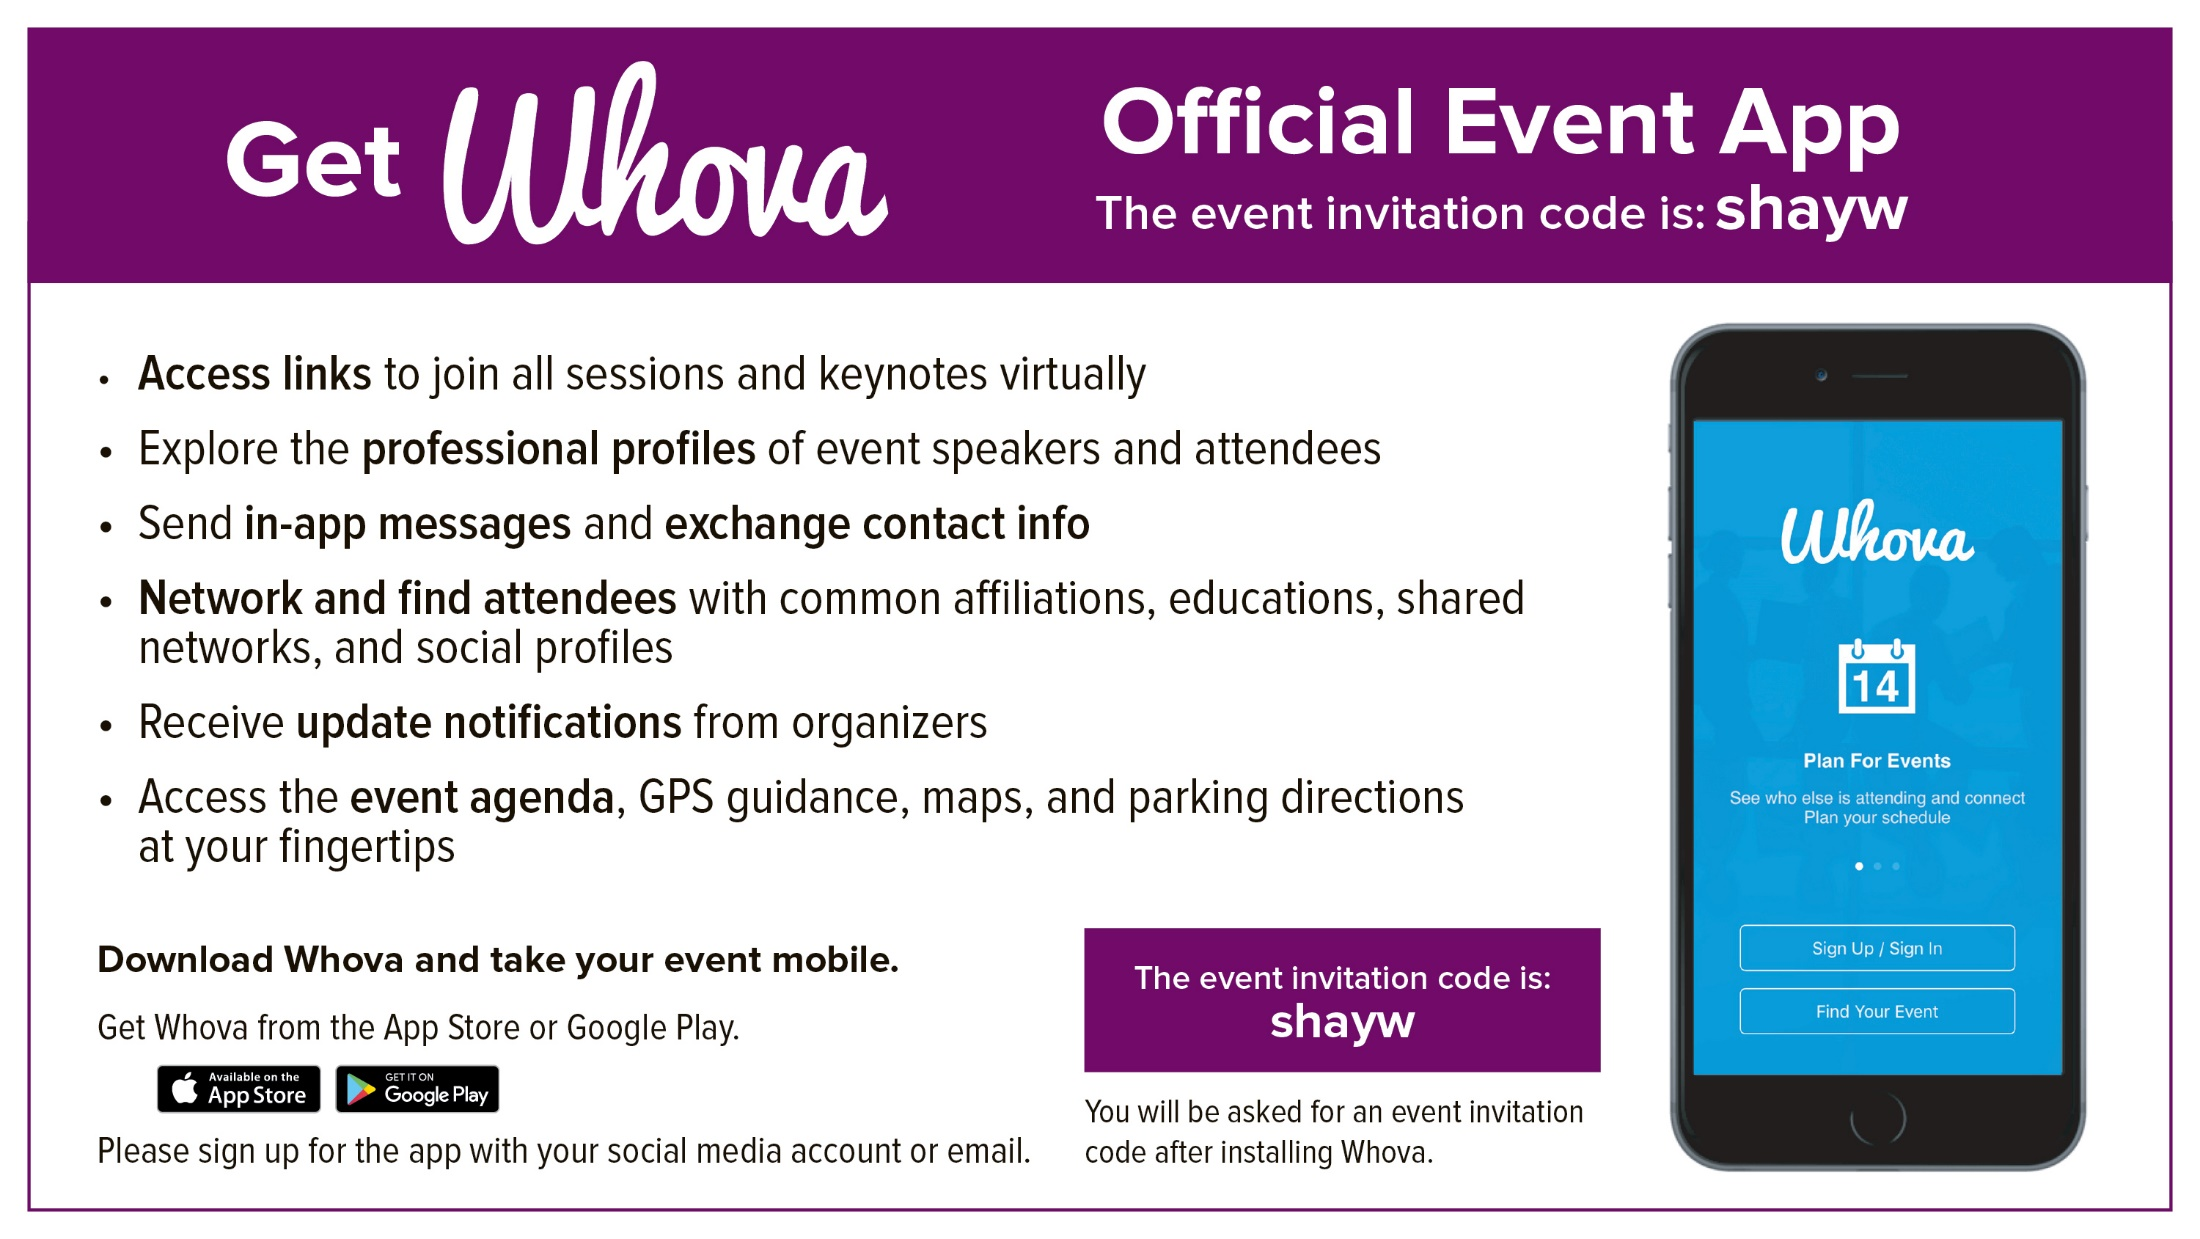 Get Whova
Official Event App
The event invitation code is: shayw
• Access links to join all sessions and keynotes virtually
• Explore the professional profiles of event speakers and attendees
• Send in-app messages and exchange contact info
• Network and find attendees with common affiliations, educations, shared
networks, and social profiles
• Receive update notifications from organizers
• Access the event agenda, GPS guidance, maps, and parking directions
at your fingertips
Download Whova and take your event mobile.
Get Whova from the App Store or Google Play.
Available on the
App Store
GET IT ON
Google Play
Please sign up for the app with your social media account or email.
The event invitation code is:
shayw
You will be asked for an event invitation
code after installing Whova.
Whova
14
Plan For Events
See who else is attending and connect
Plan your schedule
Sign Up / Sign In
Find Your Event